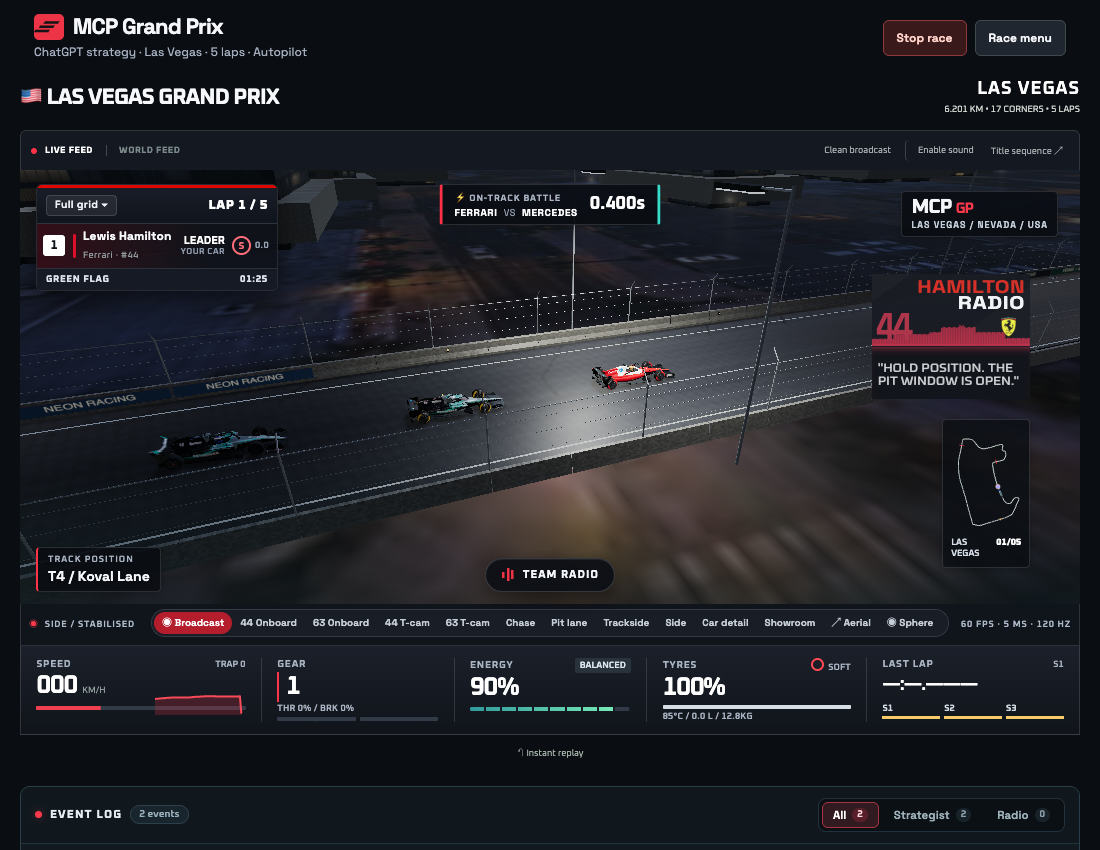 MCP Grand Prix
ChatGPT strategy · Las Vegas · 5 laps · Autopilot
Stop race
Race menu
LAS VEGAS GRAND PRIX
LAS VEGAS
6.201 KM • 17 CORNERS • 5 LAPS
LIVE FEED
WORLD FEED
Clean broadcast
Enable sound
Title sequence
Full grid
LAP 1 / 5
1
Lewis Hamilton
Ferrari · #44
LEADER
YOUR CAR
S
0.0
GREEN FLAG
01:25
⚡ ON-TRACK BATTLE
FERRARI VS MERCEDES
0.400s
MCP GP
LAS VEGAS / NEVADA / USA
HAMILTON
RADIO
44
"HOLD POSITION. THE
PIT WINDOW IS OPEN."
NEON RACING
NEON RACING
LAS
VEGAS
01/05
TRACK POSITION
T4 / Koval Lane
TEAM RADIO
SIDE / STABILISED
Broadcast
44 Onboard
63 Onboard
44 T-cam
63 T-cam
Chase
Pit lane
Trackside
Side
Car detail
Showroom
Aerial
Sphere
60 FPS · 5 MS · 120 HZ
SPEED
TRAP 0
000 KM/H
GEAR
1
THR 0% / BRK 0%
ENERGY
BALANCED
90%
TYRES
SOFT
100%
85°C / 0.0 L / 12.8KG
LAST LAP
S1
—:—.———
S1
S2
S3
Instant replay
EVENT LOG
2 events
All 2
Strategist 2
Radio 0